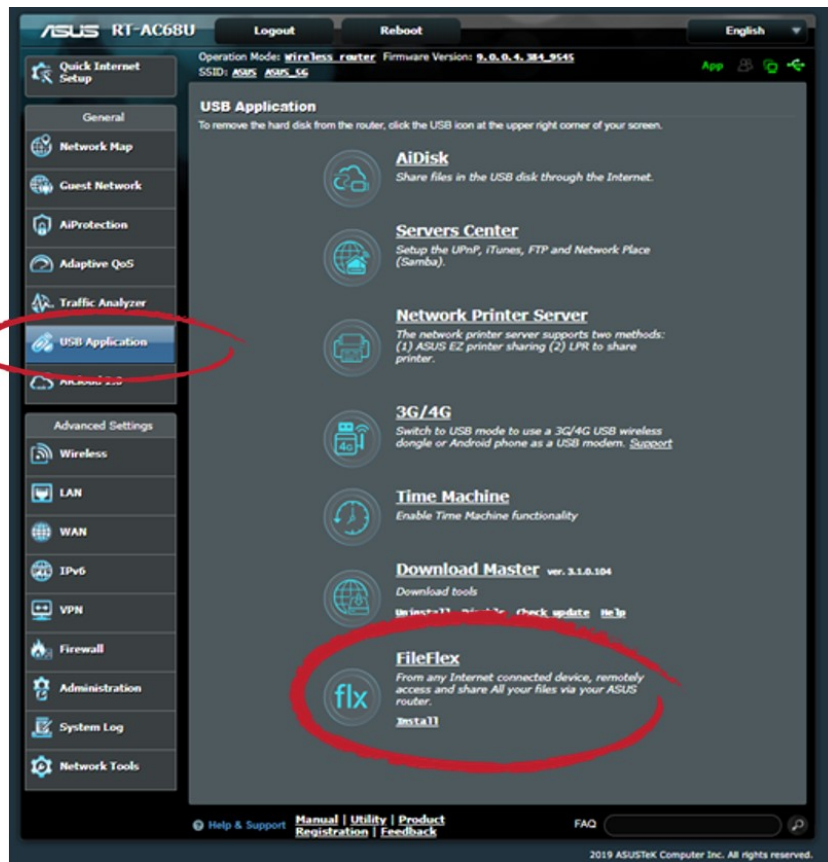 ASUS RT-AC68U Logout Reboot English
Quick Internet
Setup
Operation Mode: Wireless router Firmware Version: 9.0.0.4.384_9545
SSID: ASUS ASUS_5G
App
General
Network Map
Guest Network
AiProtection
Adaptive QoS
Traffic Analyzer
USB Application
AiCloud 2.0
Advanced Settings
Wireless
LAN
WAN
IPv6
VPN
Firewall
Administration
System Log
Network Tools
USB Application
To remove the hard disk from the router, click the USB icon at the upper right corner of your screen.
AiDisk
Share files in the USB disk through the Internet.
Servers Center
Setup the UPnP, iTunes, FTP and Network Place
(Samba).
Network Printer Server
The network printer server supports two methods:
(1) ASUS EZ printer sharing (2) LPR to share
printer.
4G
3G/4G
Switch to USB mode to use a 3G/4G USB wireless
dongle or Android phone as a USB modem. Support
Time Machine
Enable Time Machine functionality
Download Master ver. 3.1.0.104
Download tools
Uninstall Disable Check update Help
flx
FileFlex
From any Internet connected device, remotely
access and share All your files via your ASUS
router.
Install
Help & Support Manual | Utility | Product
Registration | Feedback
FAQ
2019 ASUSTeK Computer Inc. All rights reserved.